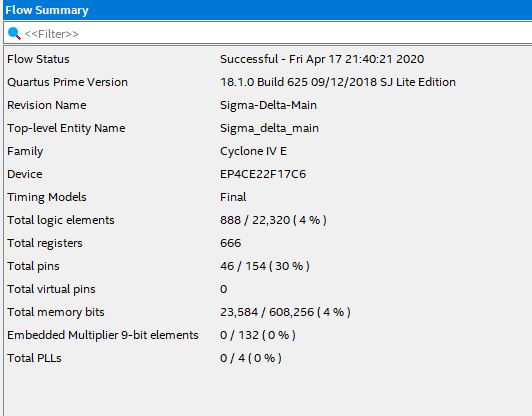 Flow Summary
<<Filter>>
Flow Status Successful - Fri Apr 17 21:40:21 2020
Quartus Prime Version 18.1.0 Build 625 09/12/2018 SJ Lite Edition
Revision Name Sigma-Delta-Main
Top-level Entity Name Sigma_delta_main
Family Cyclone IV E
Device EP4CE22F17C6
Timing Models Final
Total logic elements 888 / 22,320 ( 4 % )
Total registers 666
Total pins 46 / 154 ( 30 % )
Total virtual pins 0
Total memory bits 23,584 / 608,256 ( 4 % )
Embedded Multiplier 9-bit elements 0 / 132 ( 0 % )
Total PLLs 0 / 4 ( 0 % )